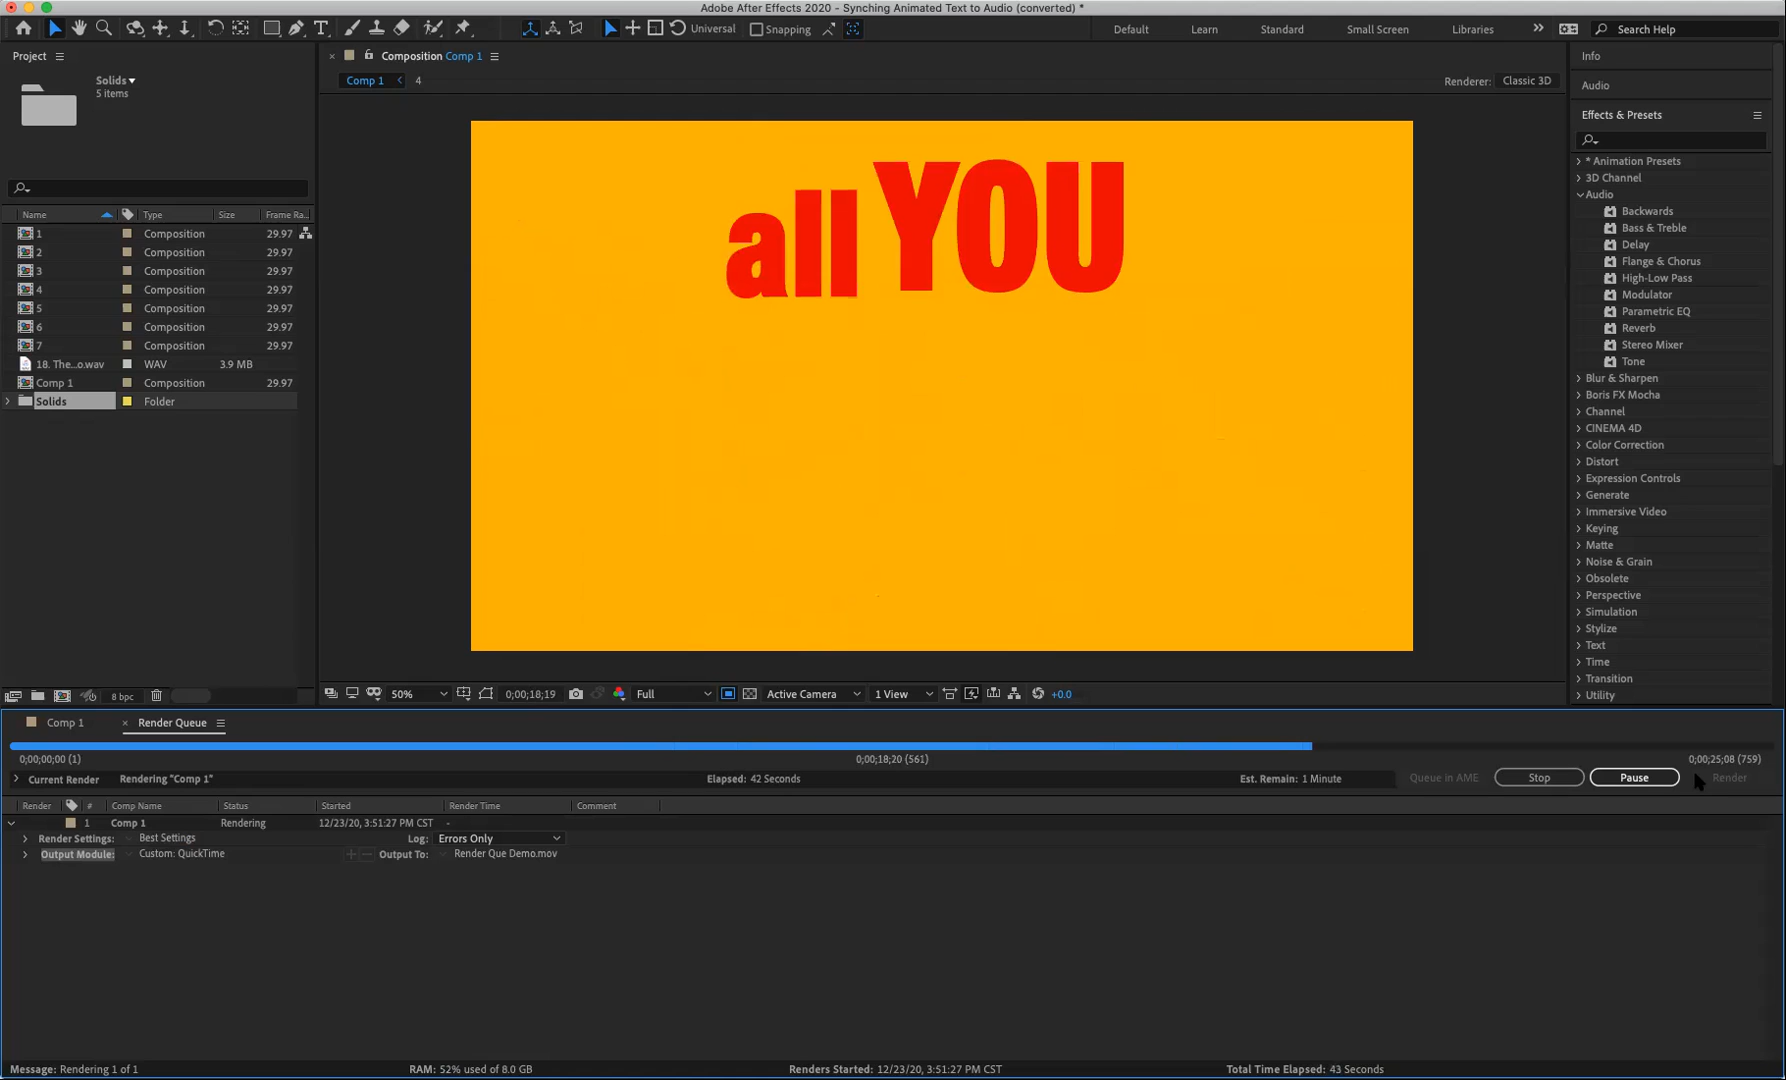 Adobe After Effects 2020 - Synching Animated Text to Audio (converted) *
Universal Snapping Default Learn Standard Small Screen Libraries Search Help
Project
Solids
5 items
Name Type Size Frame Ra..
1 Composition 29.97
2 Composition 29.97
3 Composition 29.97
4 Composition 29.97
5 Composition 29.97
6 Composition 29.97
7 Composition 29.97
18. The...o.wav WAV 3.9 MB
Comp 1 Composition 29.97
Solids Folder
8 bpc
Composition Comp 1
Comp 1 4
Renderer: Classic 3D
all YOU
50% 0;00;18;19 Full Active Camera 1 View +0.0
Info
Audio
Effects & Presets
* Animation Presets
3D Channel
Audio
Backwards
Bass & Treble
Delay
Flange & Chorus
High-Low Pass
Modulator
Parametric EQ
Reverb
Stereo Mixer
Tone
Blur & Sharpen
Boris FX Mocha
Channel
CINEMA 4D
Color Correction
Distort
Expression Controls
Generate
Immersive Video
Keying
Matte
Noise & Grain
Obsolete
Perspective
Simulation
Stylize
Text
Time
Transition
Utility
Comp 1 Render Queue
0;00;00;00 (1) 0;00;18;20 (561) 0;00;25;08 (759)
Current Render Rendering "Comp 1" Elapsed: 42 Seconds Est. Remain: 1 Minute Queue in AME Stop Pause Render
Render # Comp Name Status Started Render Time Comment
1 Comp 1 Rendering 12/23/20, 3:51:27 PM CST -
Render Settings: Best Settings Log: Errors Only
Output Module: Custom: QuickTime Output To: Render Que Demo.mov
Message: Rendering 1 of 1 RAM: 52% used of 8.0 GB Renders Started: 12/23/20, 3:51:27 PM CST Total Time Elapsed: 43 Seconds